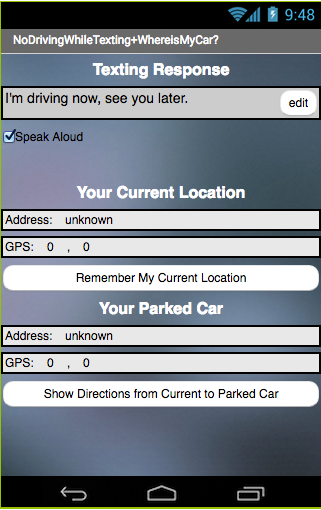 9:48
NoDrivingWhileTexting+WhereIsMyCar?
Texting Response
I'm driving now, see you later.
edit
Speak Aloud
Your Current Location
Address: unknown
GPS: 0 , 0
Remember My Current Location
Your Parked Car
Address: unknown
GPS: 0 , 0
Show Directions from Current to Parked Car